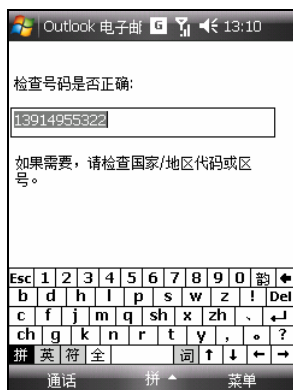 Outlook 电子邮 G 13:10
检查号码是否正确:
13914955322
如果需要，请检查国家/地区代码或区
号。
Esc 1 2 3 4 5 6 7 8 9 0 韵 ←
b d h l p s w z ! Del
c f j m q sh x zh 、 ↵
ch g k n r t y , 。 ?
拼 英 符 全 词 ↑ ↓ ← →
通话 拼 菜单